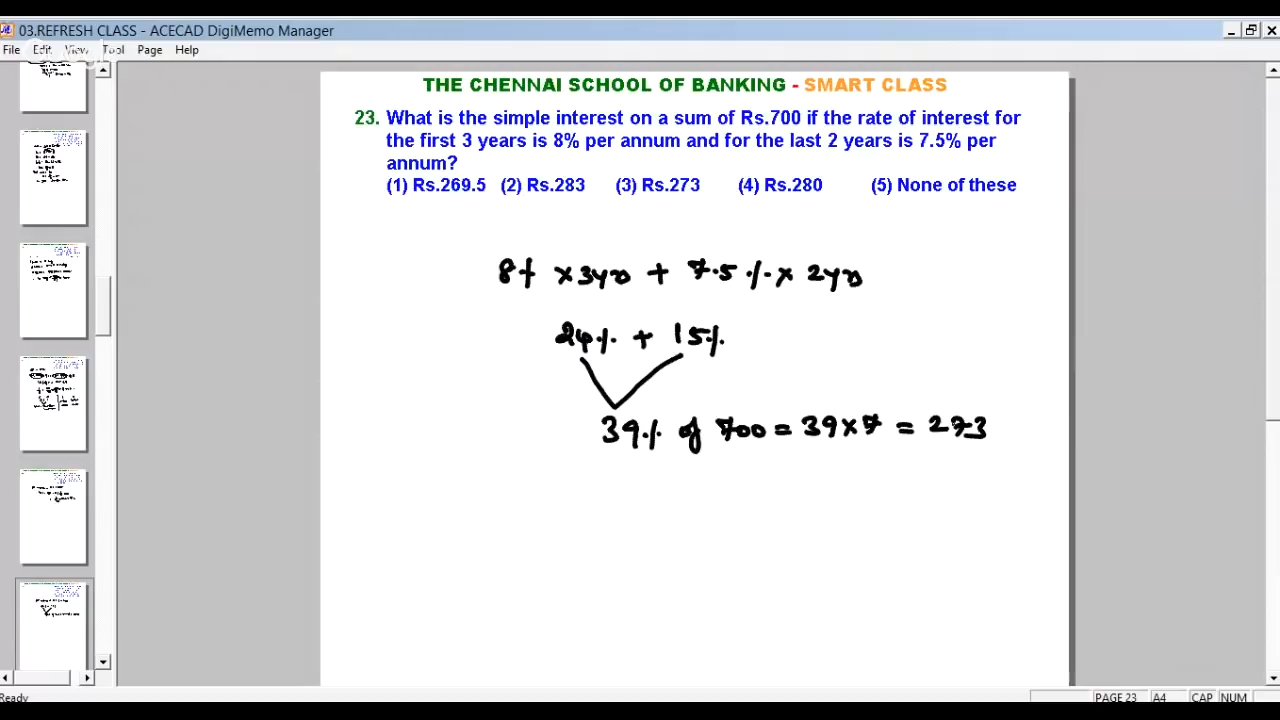 03.REFRESH CLASS - ACECAD DigiMemo Manager
File Edit View Tool Page Help
THE CHENNAI SCHOOL OF BANKING - SMART CLASS
23. What is the simple interest on a sum of Rs.700 if the rate of interest for
the first 3 years is 8% per annum and for the last 2 years is 7.5% per
annum?
(1) Rs.269.5 (2) Rs.283 (3) Rs.273 (4) Rs.280 (5) None of these
8% × 3yrs + 7.5% × 2yrs
24% + 15%
39% of 700 = 39×7 = 273
Ready PAGE 23 A4 CAP NUM